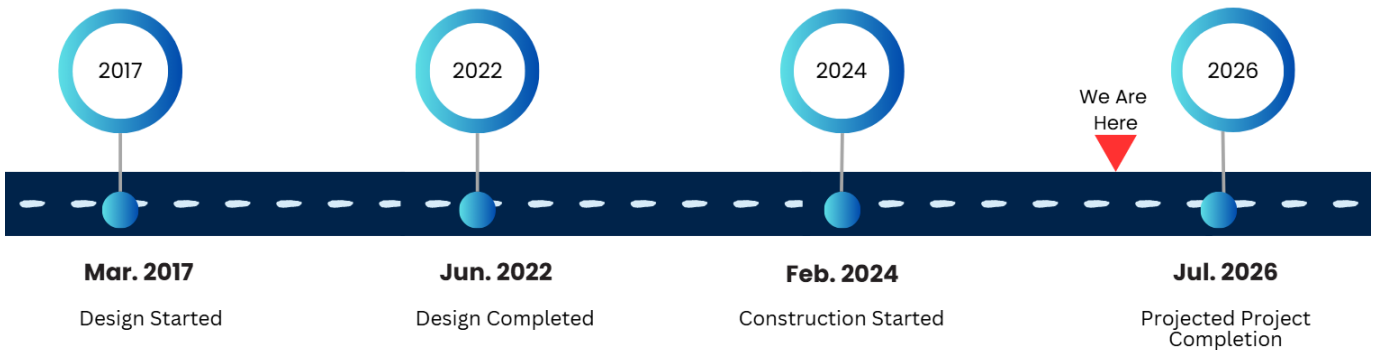 2017
2022
2024
2026
We Are
Here
Mar. 2017
Jun. 2022
Feb. 2024
Jul. 2026
Design Started
Design Completed
Construction Started
Projected Project
Completion